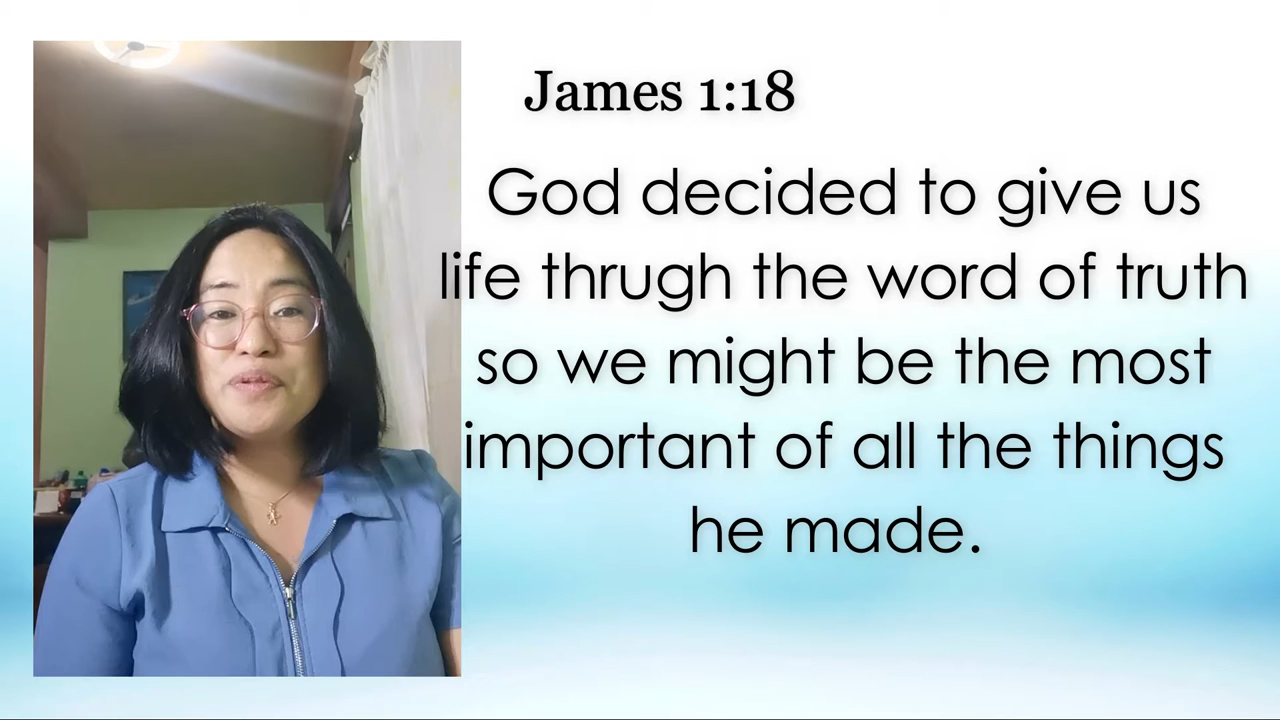 James 1:18
God decided to give us
life thrugh the word of truth
so we might be the most
important of all the things
he made.